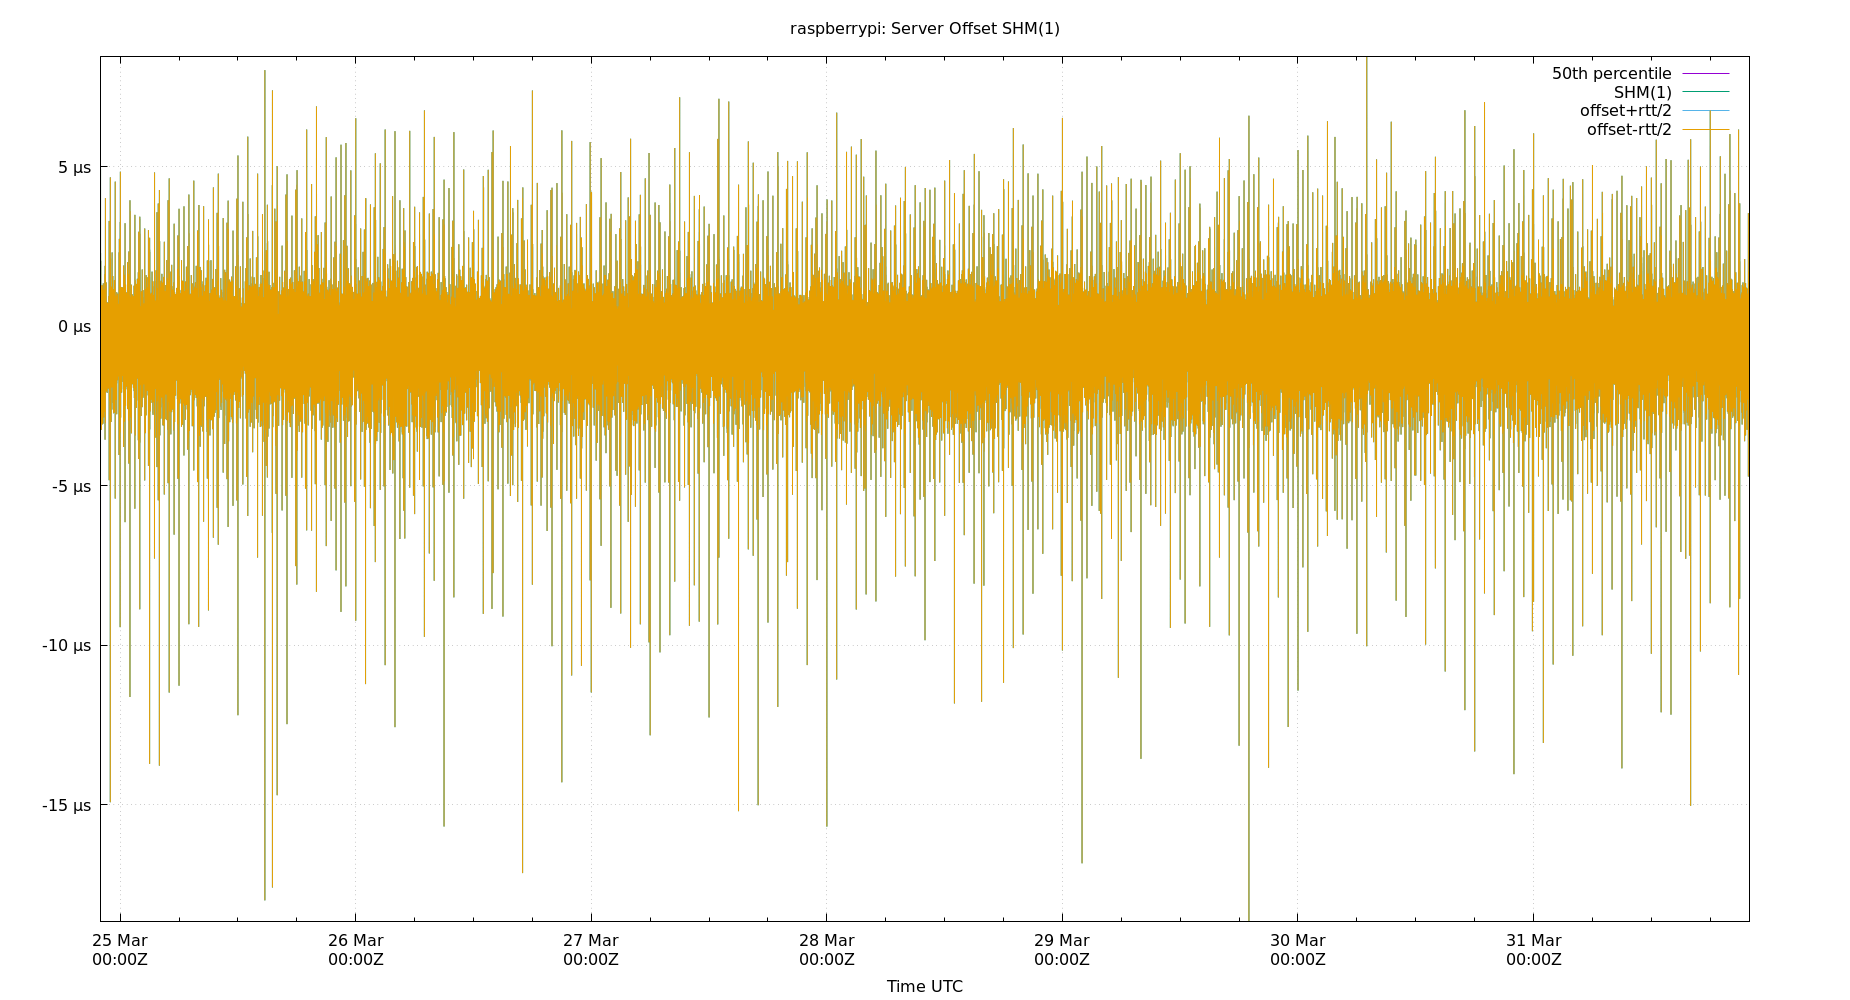 raspberrypi: Server Offset SHM(1)
50th percentile
SHM(1)
offset+rtt/2
offset-rtt/2
5 µs
0 µs
-5 µs
-10 µs
-15 µs
25 Mar 26 Mar 27 Mar 28 Mar 29 Mar 30 Mar 31 Mar
00:00Z 00:00Z 00:00Z 00:00Z 00:00Z 00:00Z 00:00Z
Time UTC